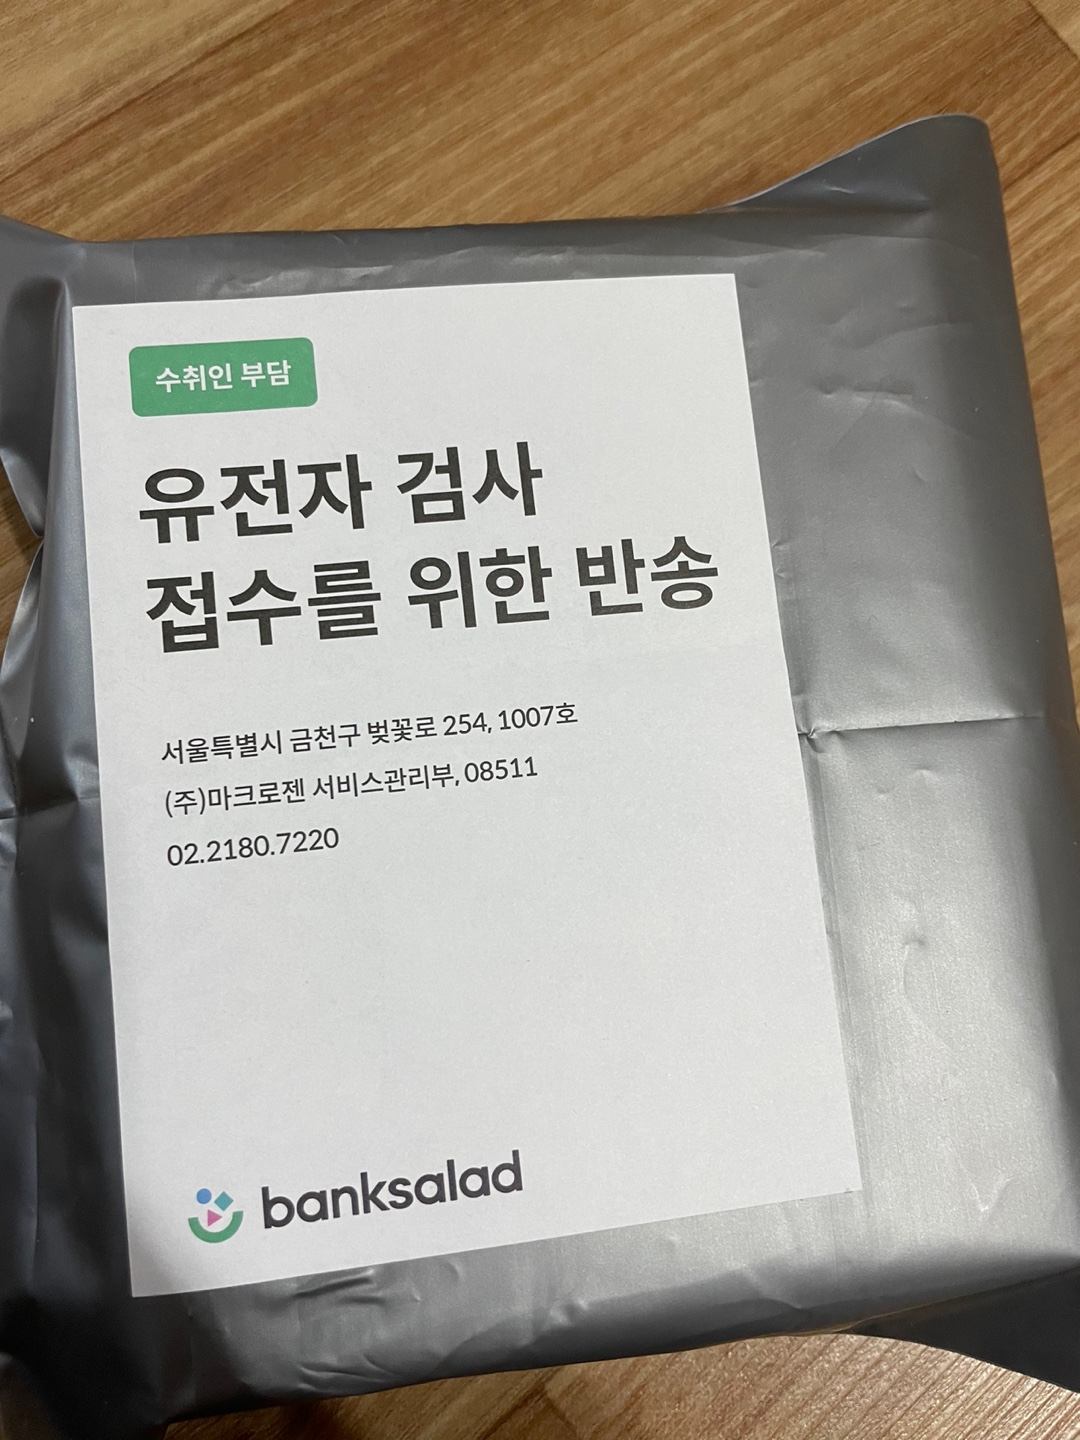 수취인 부담
유전자 검사
접수를 위한 반송
서울특별시 금천구 벚꽃로 254, 1007호
(주)마크로젠 서비스관리부, 08511
02.2180.7220
banksalad